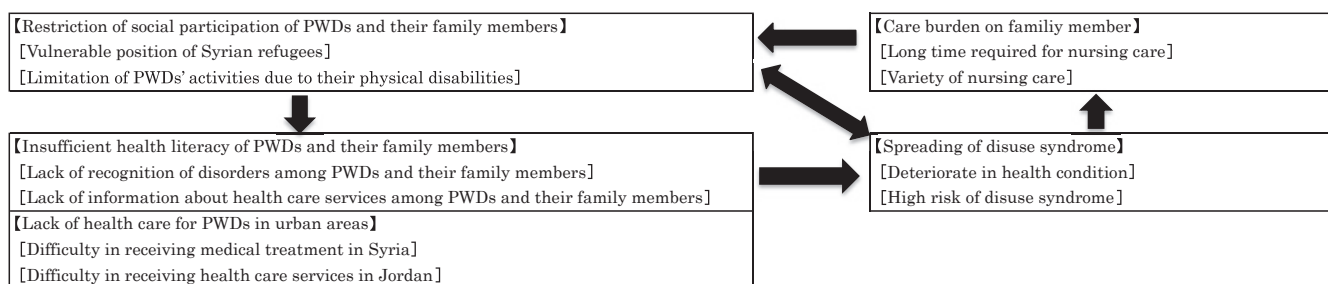 【Restriction of social participation of PWDs and their family members】
[Vulnerable position of Syrian refugees]
[Limitation of PWDs' activities due to their physical disabilities]
【Care burden on familiy member】
[Long time required for nursing care]
[Variety of nursing care]
【Insufficient health literacy of PWDs and their family members】
[Lack of recognition of disorders among PWDs and their family members]
[Lack of information about health care services among PWDs and their family members]
【Lack of health care for PWDs in urban areas】
[Difficulty in receiving medical treatment in Syria]
[Difficulty in receiving health care services in Jordan]
【Spreading of disuse syndrome】
[Deteriorate in health condition]
[High risk of disuse syndrome]